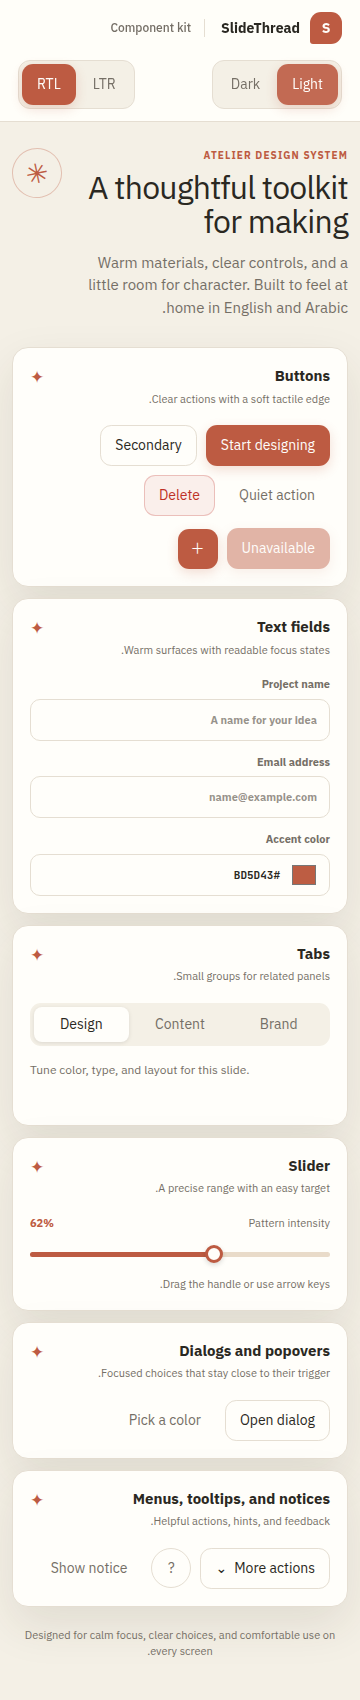 S SlideThread Component kit
Light Dark RTL LTR
ATELIER DESIGN SYSTEM
A thoughtful toolkit
for making
Warm materials, clear controls, and a
little room for character. Built to feel at
home in English and Arabic.
Buttons
Clear actions with a soft tactile edge.
Start designing Secondary
Quiet action Delete
Unavailable +
Text fields
Warm surfaces with readable focus states.
Project name
A name for your idea
Email address
name@example.com
Accent color
BD5D43#
Tabs
Small groups for related panels.
Brand Content Design
Tune color, type, and layout for this slide.
Slider
A precise range with an easy target.
Pattern intensity 62%
Drag the handle or use arrow keys.
Dialogs and popovers
Focused choices that stay close to their trigger.
Open dialog Pick a color
Menus, tooltips, and notices
Helpful actions, hints, and feedback.
More actions ? Show notice
Designed for calm focus, clear choices, and comfortable use on
every screen.